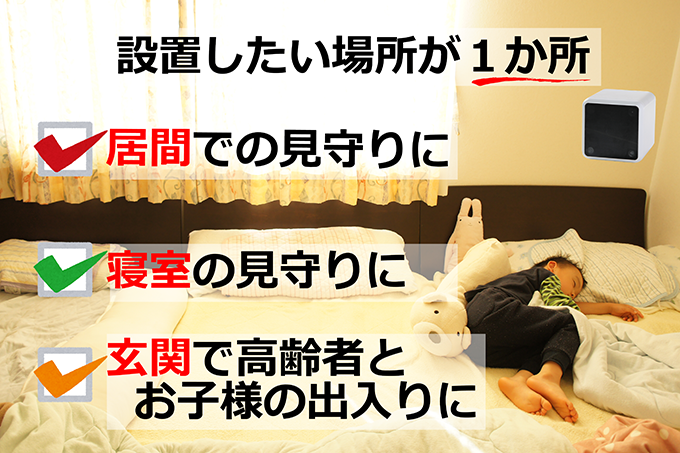 設置したい場所が１か所
居間での見守りに
寝室の見守りに
玄関で高齢者と
お子様の出入りに